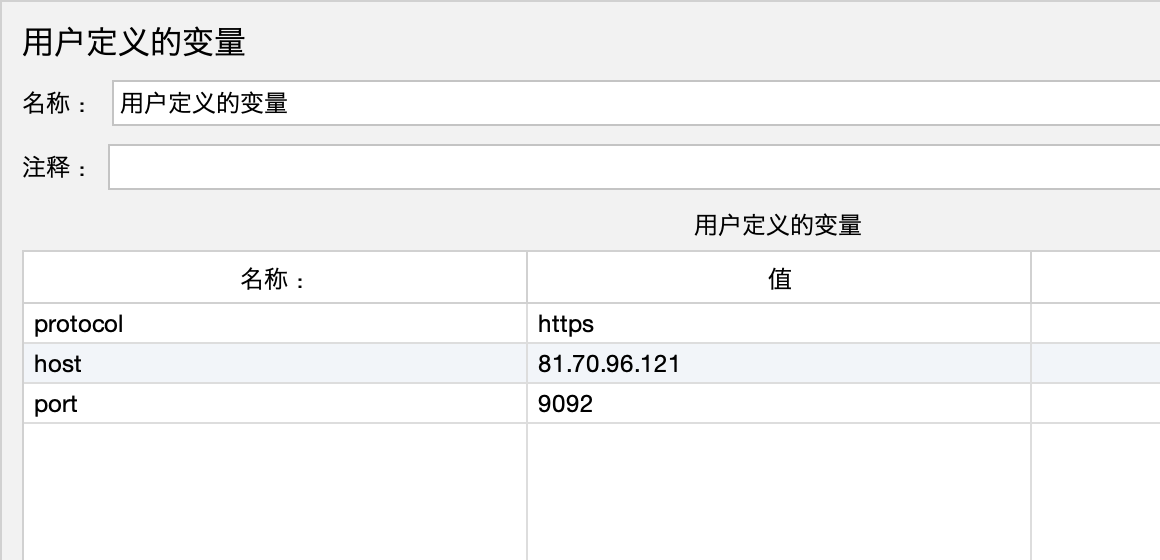 用户定义的变量
名称： 用户定义的变量
注释：
用户定义的变量
名称： 值
protocol https
host 81.70.96.121
port 9092